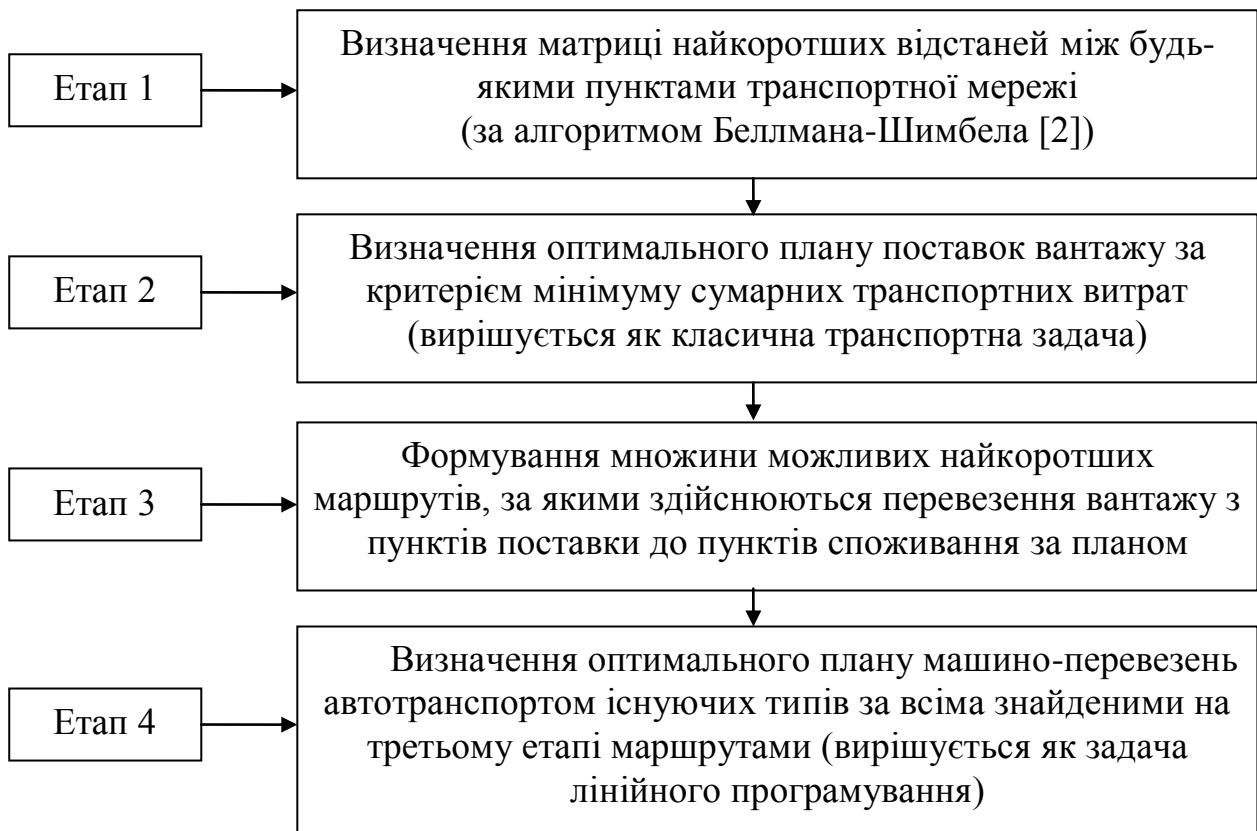 Етап 1
Визначення матриці найкоротших відстаней між будь-
якими пунктами транспортної мережі
(за алгоритмом Беллмана-Шимбела [2])
Етап 2
Визначення оптимального плану поставок вантажу за
критерієм мінімуму сумарних транспортних витрат
(вирішується як класична транспортна задача)
Етап 3
Формування множини можливих найкоротших
маршрутів, за якими здійснюються перевезення вантажу з
пунктів поставки до пунктів споживання за планом
Етап 4
Визначення оптимального плану машино-перевезень
автотранспортом існуючих типів за всіма знайденими на
третьому етапі маршрутами (вирішується як задача
лінійного програмування)